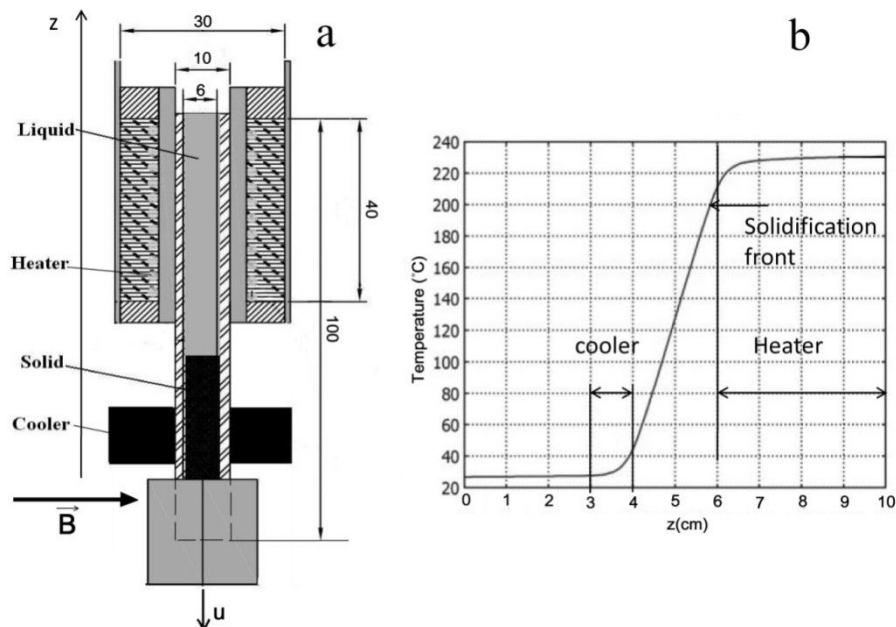 z
30
a
10
6
Liquid
40
Heater
100
Solid
Cooler
B
u
b
Temperature (°C)
240
220
200
180
160
140
120
100
80
60
40
20
Solidification
front
cooler
Heater
0 1 2 3 4 5 6 7 8 9 10
z(cm)